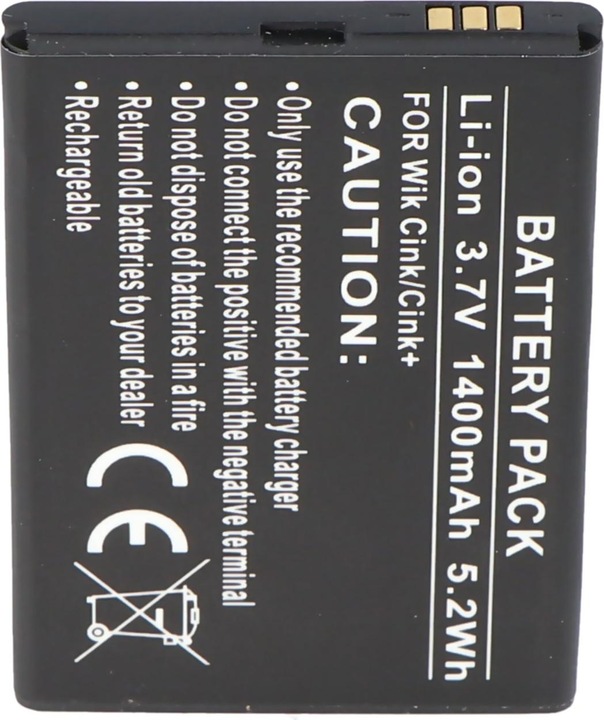 BATTERY PACK
Li-ion 3.7V 1400mAh 5.2Wh
FOR Wik Cink/Cink+
CAUTION:
• Only use the recommended battery charger
• Do not connect the positive with the negative terminal
• Do not dispose of batteries in a fire
• Return old batteries to your dealer
• Rechargeable
CE